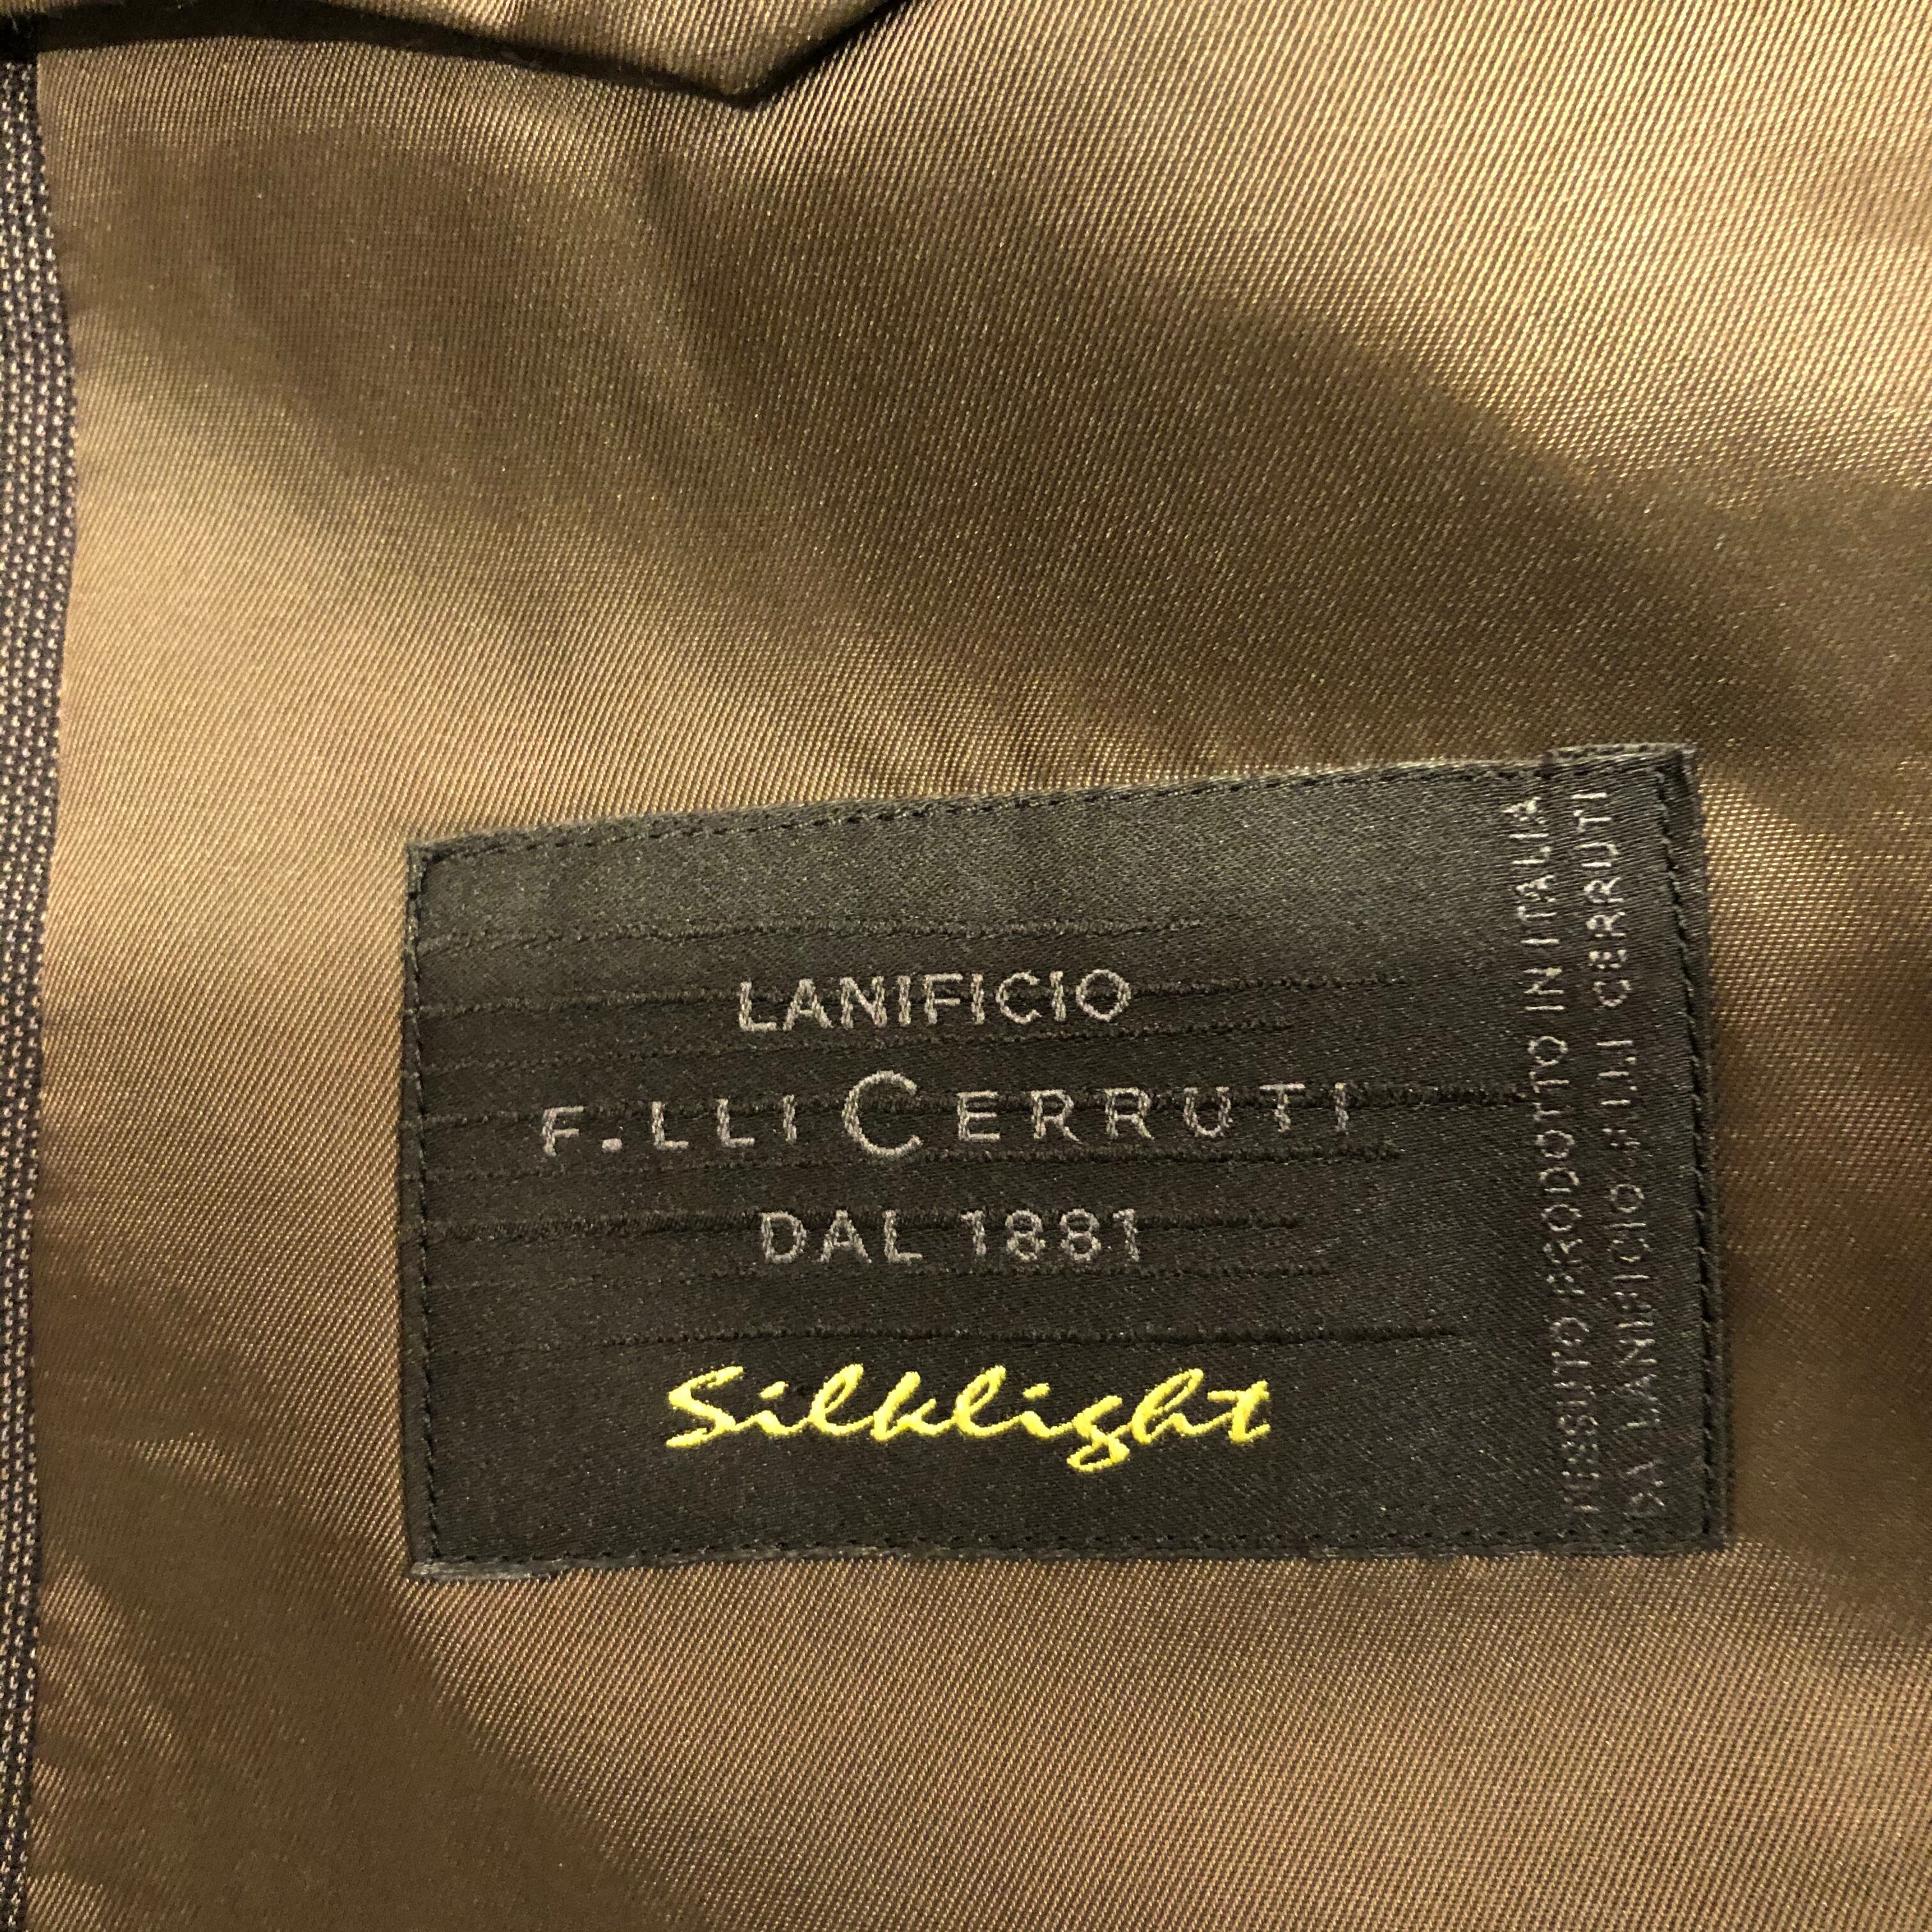 LANIFICIO
F.LLI CERRUTI
DAL 1881
Silklight
TESSUTO PRODOTTO IN ITALIA
DA LANIFICIO F.LLI CERRUTI